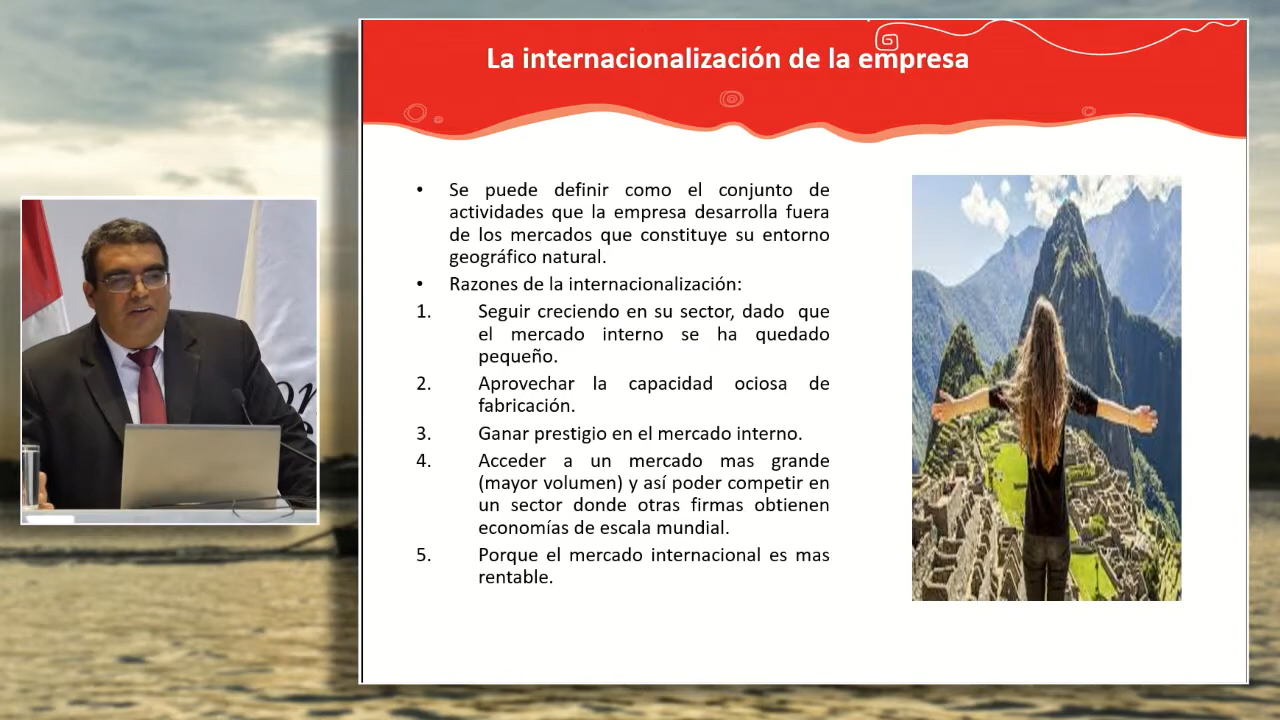 La internacionalización de la empresa
• Se puede definir como el conjunto de
actividades que la empresa desarrolla fuera
de los mercados que constituye su entorno
geográfico natural.
• Razones de la internacionalización:
1. Seguir creciendo en su sector, dado que
el mercado interno se ha quedado
pequeño.
2. Aprovechar la capacidad ociosa de
fabricación.
3. Ganar prestigio en el mercado interno.
4. Acceder a un mercado mas grande
(mayor volumen) y así poder competir en
un sector donde otras firmas obtienen
economías de escala mundial.
5. Porque el mercado internacional es mas
rentable.